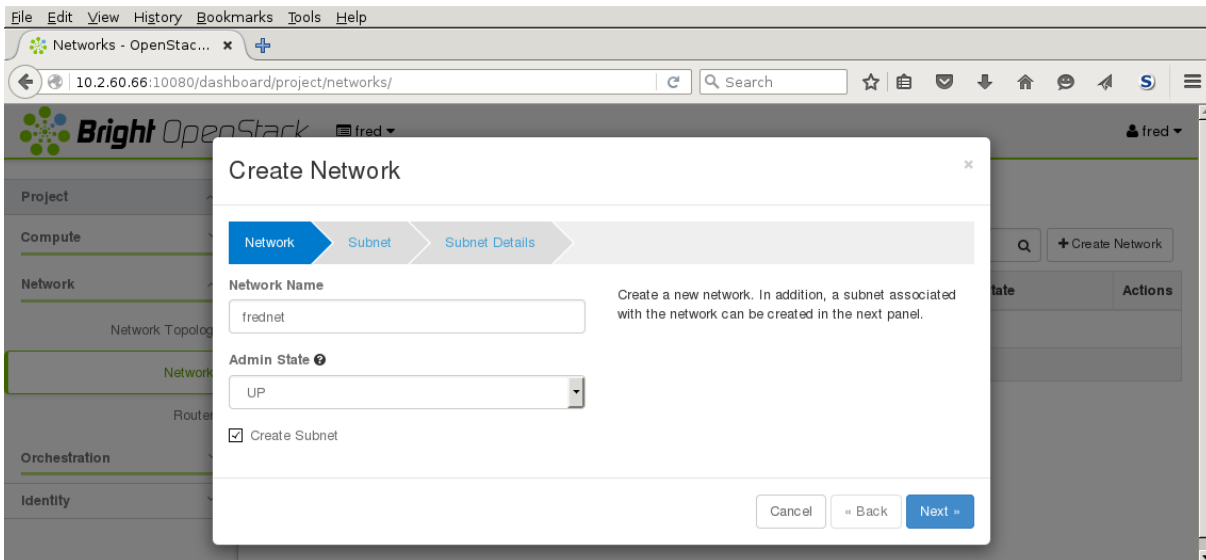 File Edit View History Bookmarks Tools Help
Networks - OpenStac...
10.2.60.66:10080/dashboard/project/networks/
Search
S
Bright OpenStack
fred
fred
Create Network
×
Project
Compute
Network
Network Topolog
Network
Router
Orchestration
Identity
Network Subnet Subnet Details
Network Name
frednet
Admin State
UP
Create Subnet
Create a new network. In addition, a subnet associated
with the network can be created in the next panel.
Cancel « Back Next »
+ Create Network
tate Actions